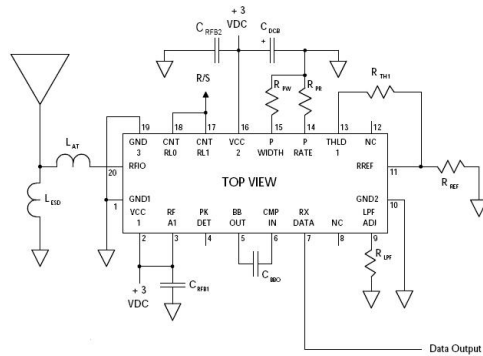 + 3
VDC
C RFB2
C DCB
+
R/S
R PW
R PR
R TH1
19
18
17
16
15
14
13
12
GND
3
CNT
RL0
CNT
RL1
VCC
2
P
WIDTH
P
RATE
THLD
1
NC
L AT
20
RFIO
RREF
11
TOP VIEW
R REF
L ESD
1
GND1
GND2
10
VCC
1
RF
A1
PK
DET
BB
OUT
CMP
IN
RX
DATA
NC
LPF
ADJ
2
3
4
5
6
7
8
9
+ 3
VDC
C RFB1
C BBO
R LPF
Data Output